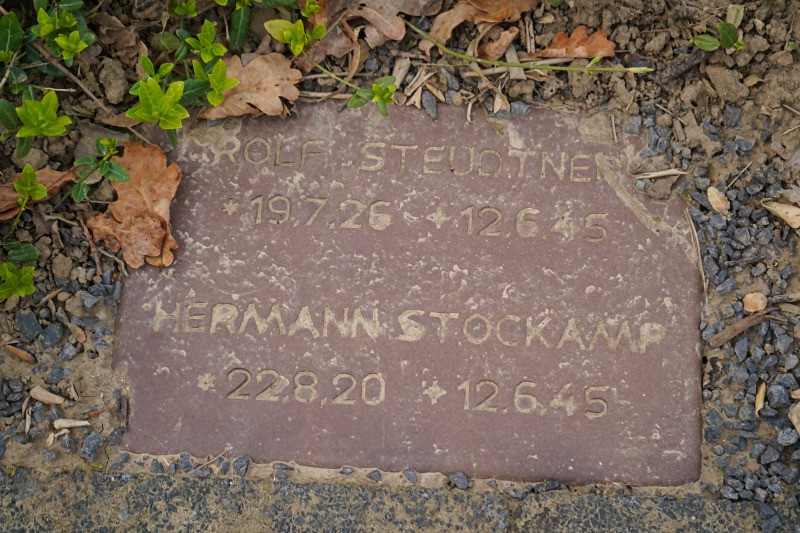 ROLF STEUDTNER
* 19.7.26 + 12.6.45
HERMANN STOCKAMP
* 22.8.20 + 12.6.45